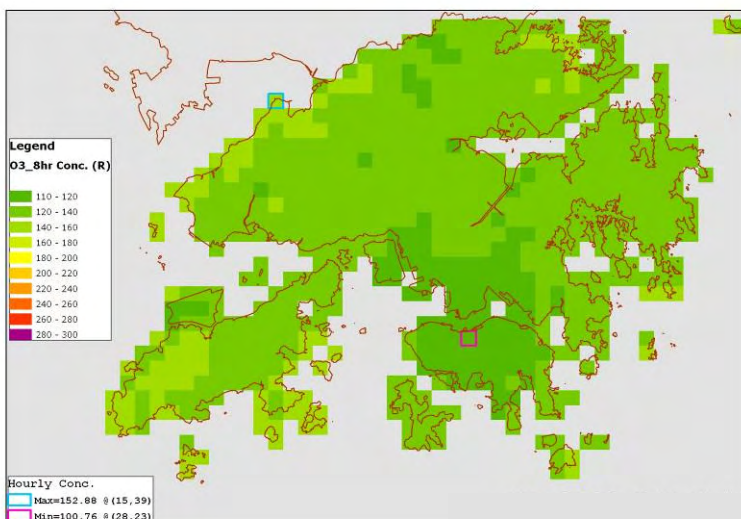 Legend
O3_8hr Conc. (R)
110 - 120
120 - 140
140 - 160
160 - 180
180 - 200
200 - 220
220 - 240
240 - 260
260 - 280
280 - 300
Hourly Conc.
Max=152.88 @(15,39)
Min=100.76 @(28,23)